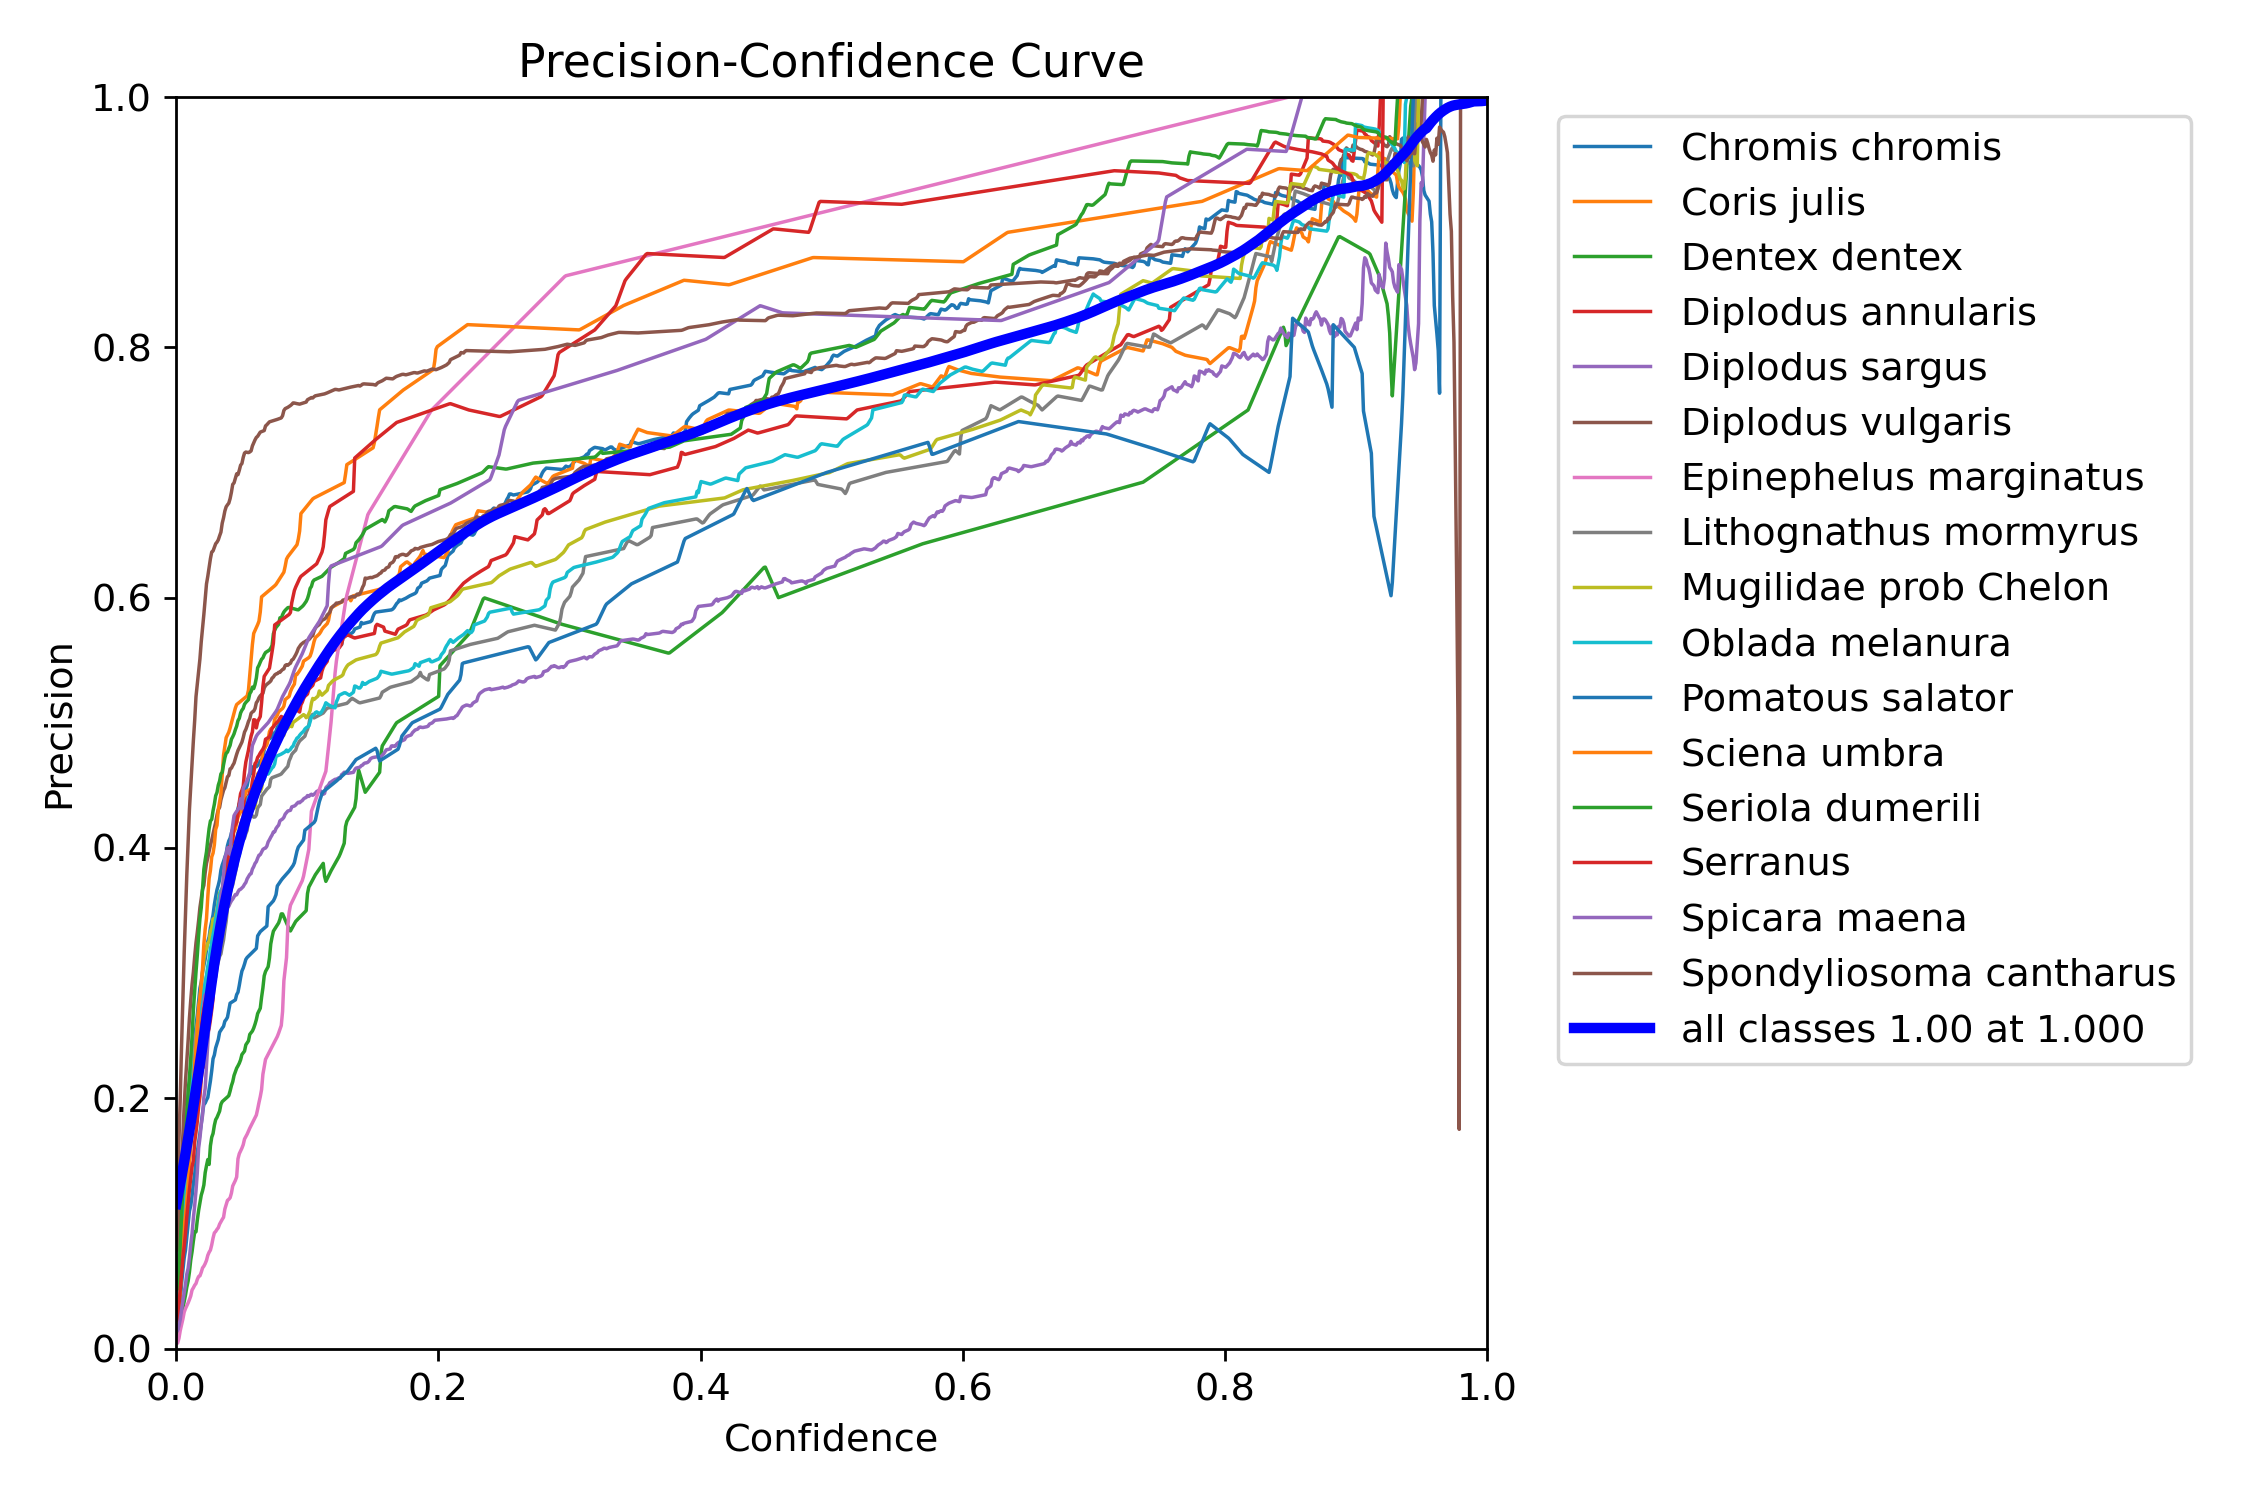 Precision-Confidence Curve
1.0
0.8
0.6
0.4
0.2
0.0
Precision
0.0 0.2 0.4 0.6 0.8 1.0
Confidence
Chromis chromis
Coris julis
Dentex dentex
Diplodus annularis
Diplodus sargus
Diplodus vulgaris
Epinephelus marginatus
Lithognathus mormyrus
Mugilidae prob Chelon
Oblada melanura
Pomatous salator
Sciena umbra
Seriola dumerili
Serranus
Spicara maena
Spondyliosoma cantharus
all classes 1.00 at 1.000